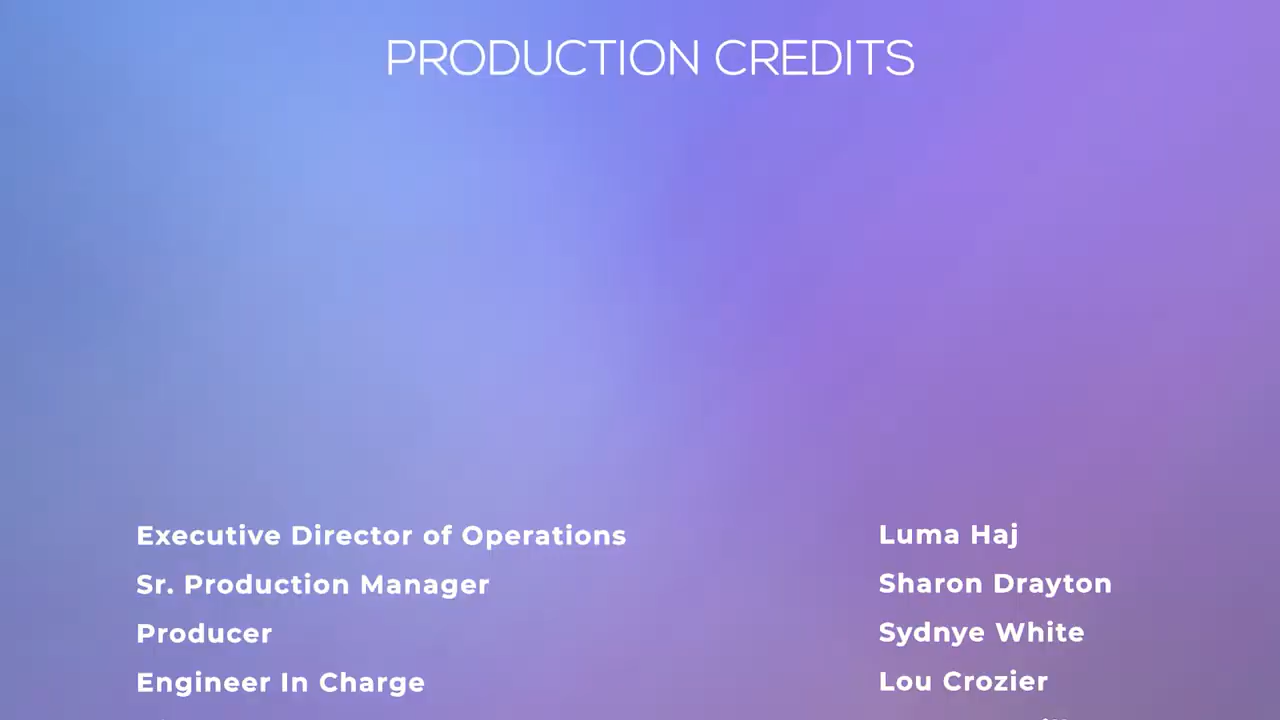 PRODUCTION CREDITS
Executive Director of Operations Luma Haj
Sr. Production Manager Sharon Drayton
Producer Sydnye White
Engineer In Charge Lou Crozier